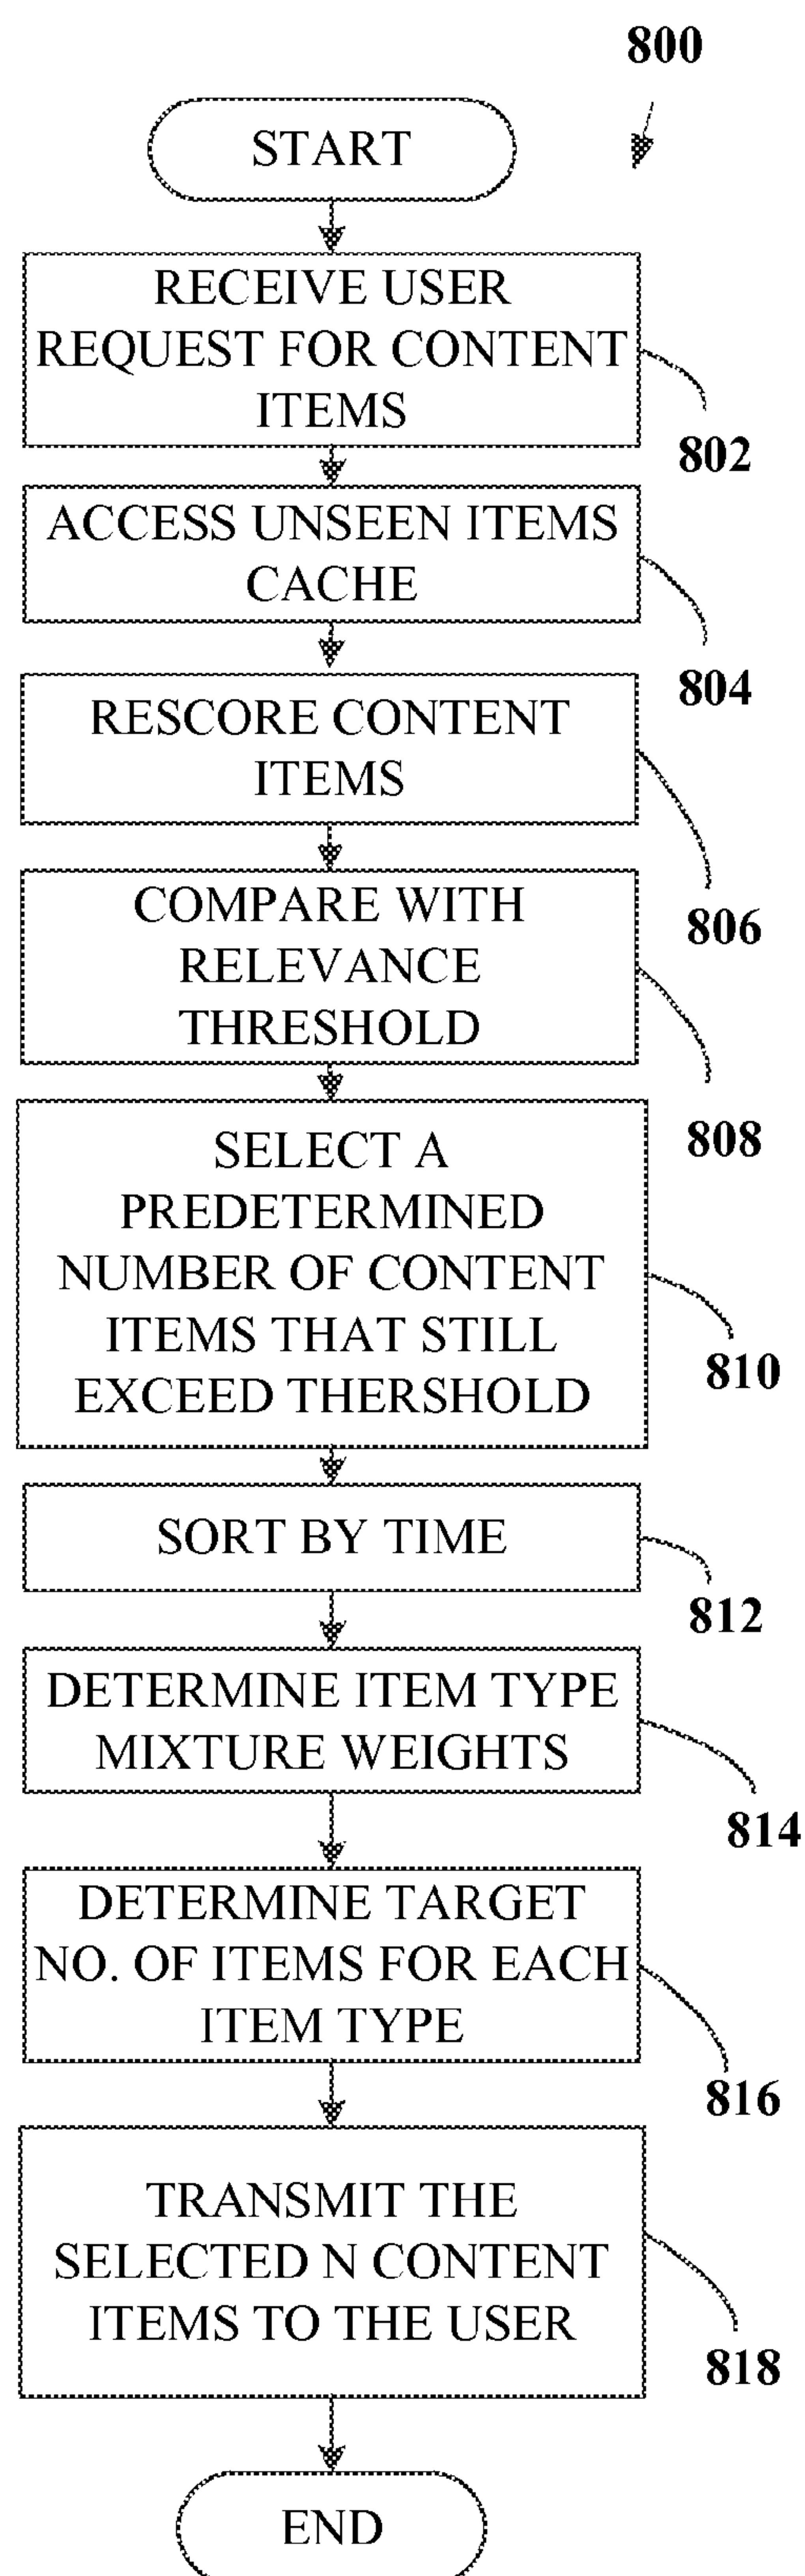 800
START
RECEIVE USER
REQUEST FOR CONTENT
ITEMS
802
ACCESS UNSEEN ITEMS
CACHE
804
RESCORE CONTENT
ITEMS
806
COMPARE WITH
RELEVANCE
THRESHOLD
808
SELECT A
PREDETERMINED
NUMBER OF CONTENT
ITEMS THAT STILL
EXCEED THERSHOLD
810
SORT BY TIME
812
DETERMINE ITEM TYPE
MIXTURE WEIGHTS
814
DETERMINE TARGET
NO. OF ITEMS FOR EACH
ITEM TYPE
816
TRANSMIT THE
SELECTED N CONTENT
ITEMS TO THE USER
818
END